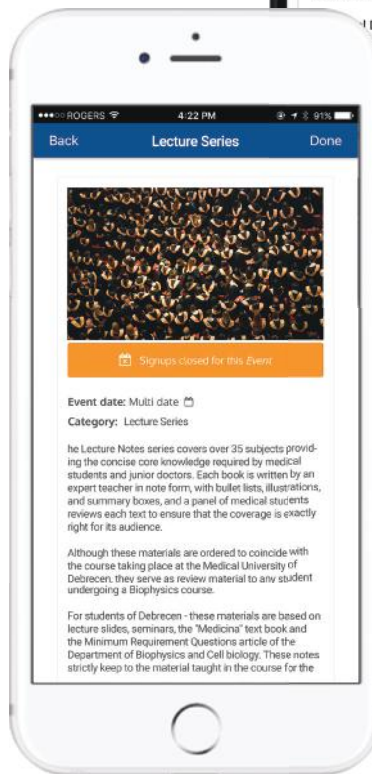 ROGERS 4:22 PM 91%
Back Lecture Series Done
Signups closed for this Event
Event date: Multi date
Category: Lecture Series
he Lecture Notes series covers over 35 subjects provid-
ing the concise core knowledge required by medical
students and junior doctors. Each book is written by an
expert teacher in note form, with bullet lists, illustrations,
and summary boxes, and a panel of medical students
reviews each text to ensure that the coverage is exactly
right for its audience.
Although these materials are ordered to coincide with
the course taking place at the Medical University of
Debrecen, they serve as review material to any student
undergoing a Biophysics course.
For students of Debrecen - these materials are based on
lecture slides, seminars, the "Medicina" text book and
the Minimum Requirement Questions article of the
Department of Biophysics and Cell biology. These notes
strictly keep to the material taught in the course for the